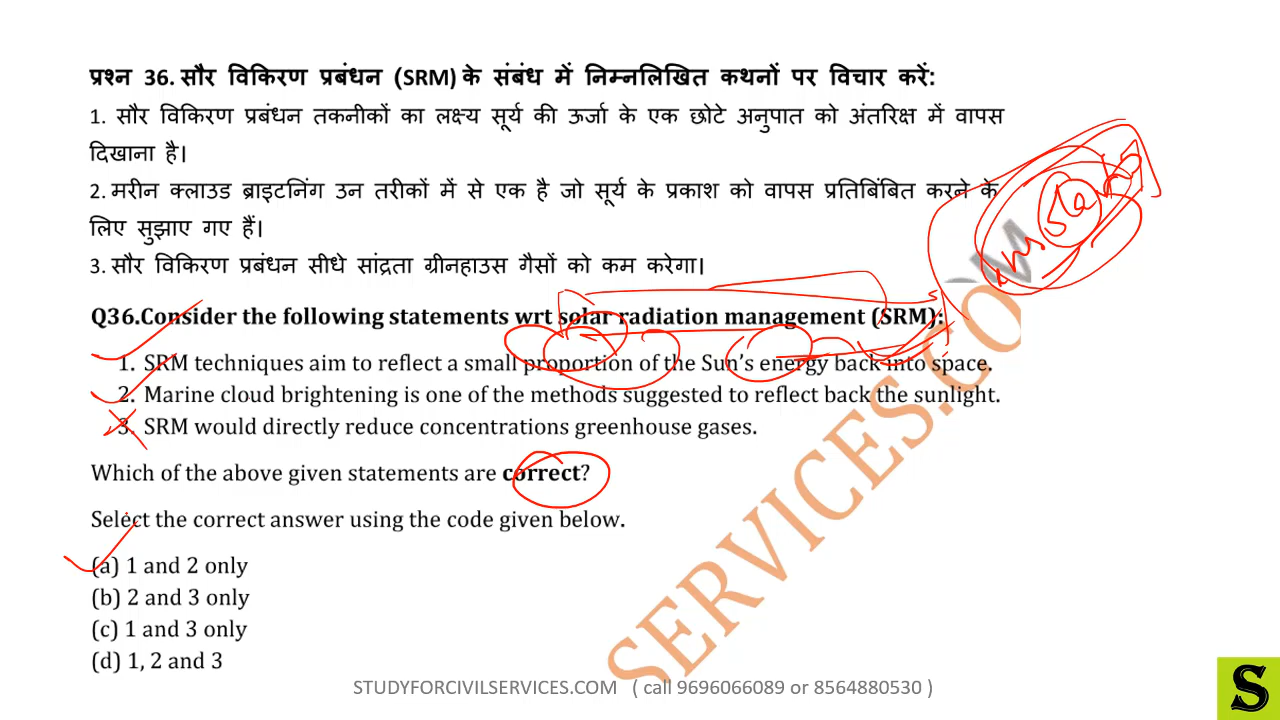 प्रश्न 36. सौर विकिरण प्रबंधन (SRM) के संबंध में निम्नलिखित कथनों पर विचार करें:
1. सौर विकिरण प्रबंधन तकनीकों का लक्ष्य सूर्य की ऊर्जा के एक छोटे अनुपात को अंतरिक्ष में वापस
दिखाना है।
2. मरीन क्लाउड ब्राइटनिंग उन तरीकों में से एक है जो सूर्य के प्रकाश को वापस प्रतिबिंबित करने के
लिए सुझाए गए हैं।
3. सौर विकिरण प्रबंधन सीधे सांद्रता ग्रीनहाउस गैसों को कम करेगा।
Q36.Consider the following statements wrt solar radiation management (SRM):
1. SRM techniques aim to reflect a small proportion of the Sun's energy back into space.
2. Marine cloud brightening is one of the methods suggested to reflect back the sunlight.
3. SRM would directly reduce concentrations greenhouse gases.
Which of the above given statements are correct?
Select the correct answer using the code given below.
(a) 1 and 2 only
(b) 2 and 3 only
(c) 1 and 3 only
(d) 1, 2 and 3
SERVICES.COM
STUDYFORCIVILSERVICES.COM ( call 9696066089 or 8564880530 )
S